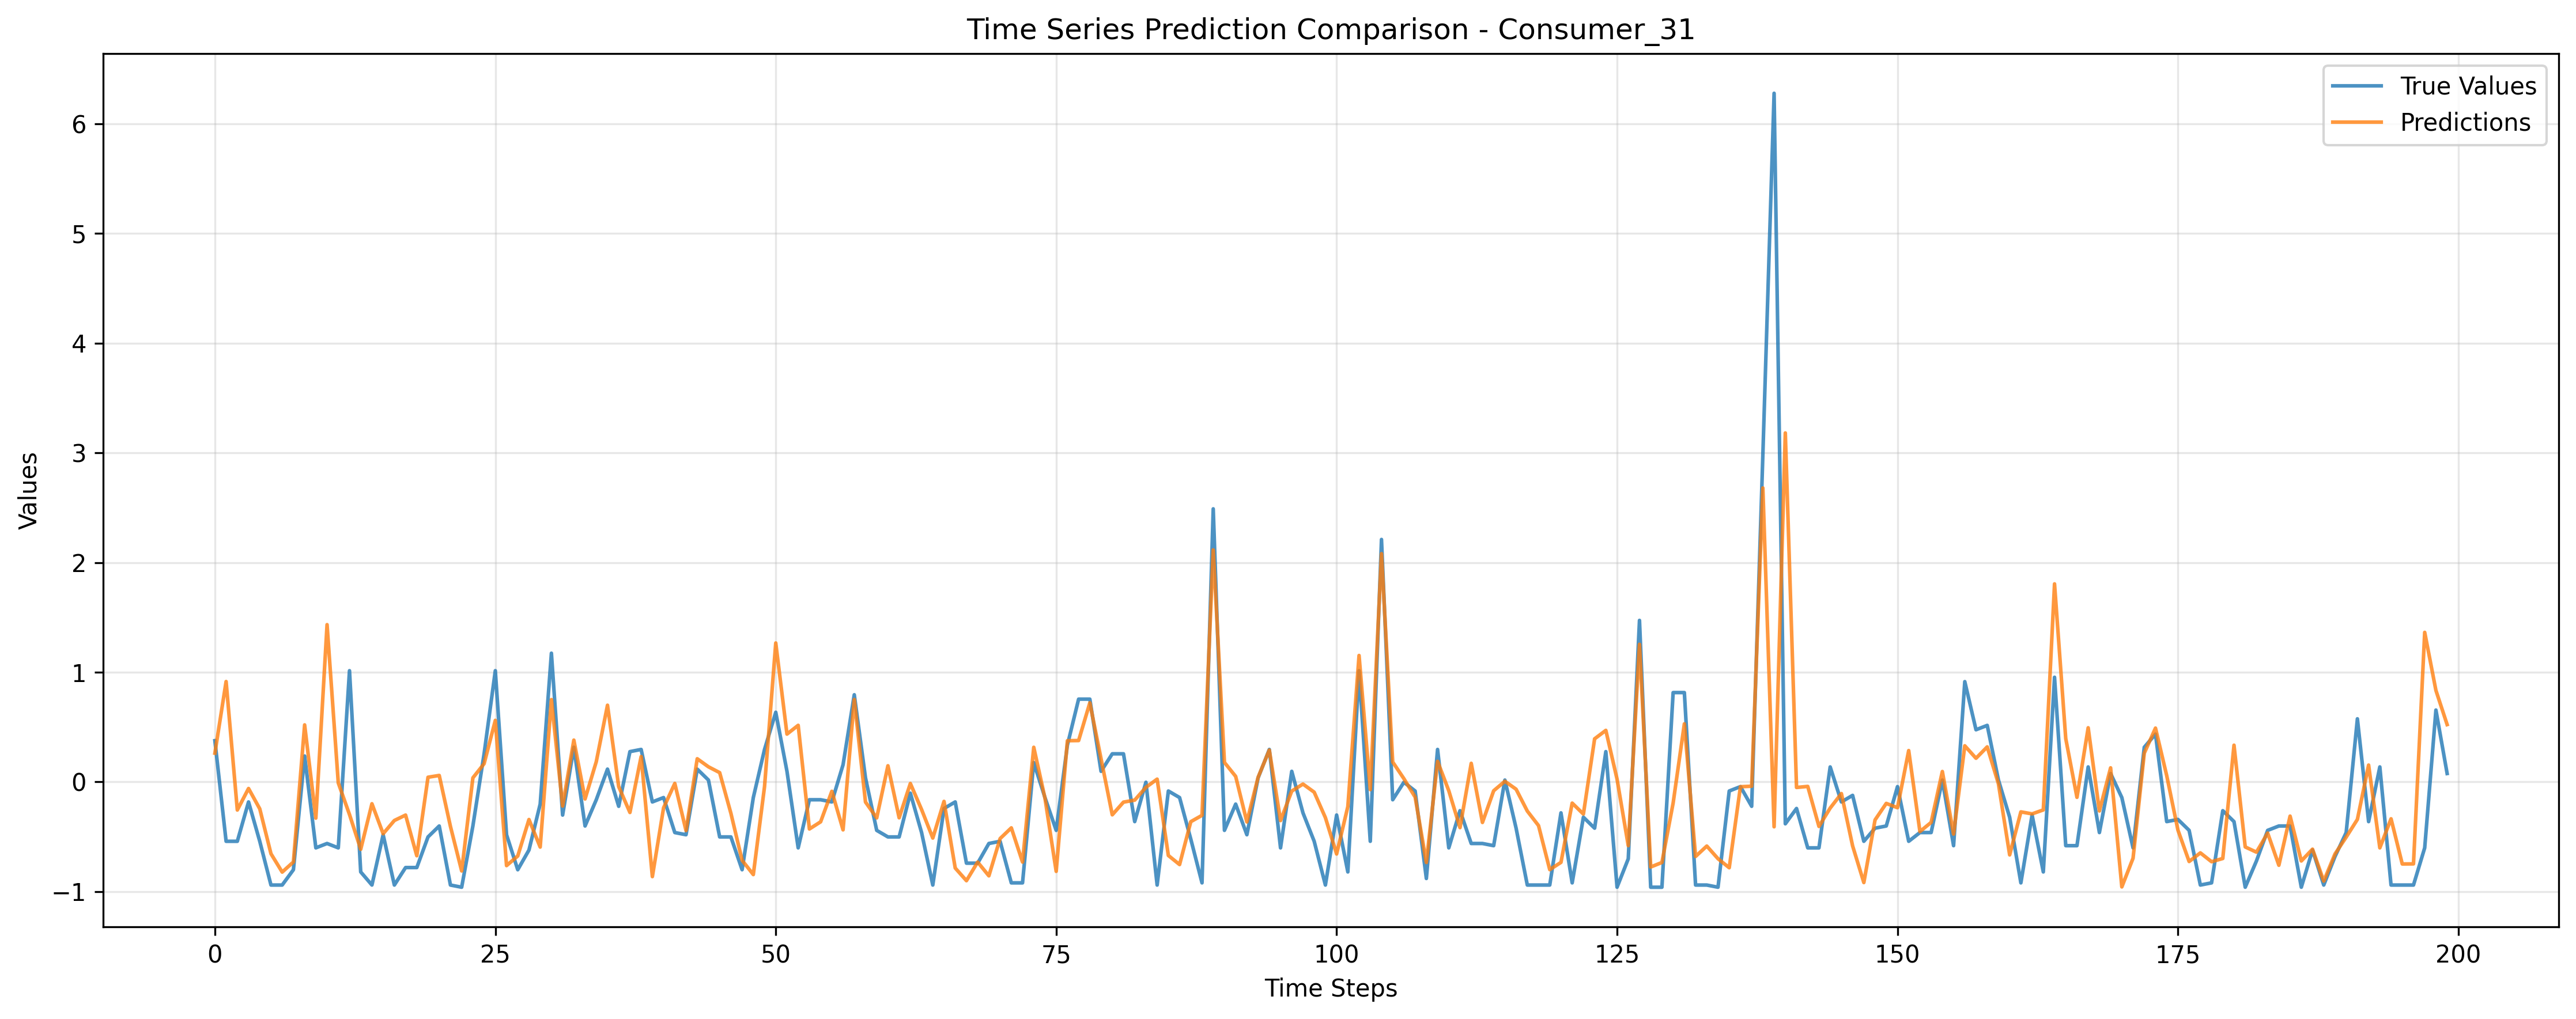 Time Series Prediction Comparison - Consumer_31
True Values
Predictions
6
5
4
3
2
1
0
−1
Values
0 25 50 75 100 125 150 175 200
Time Steps